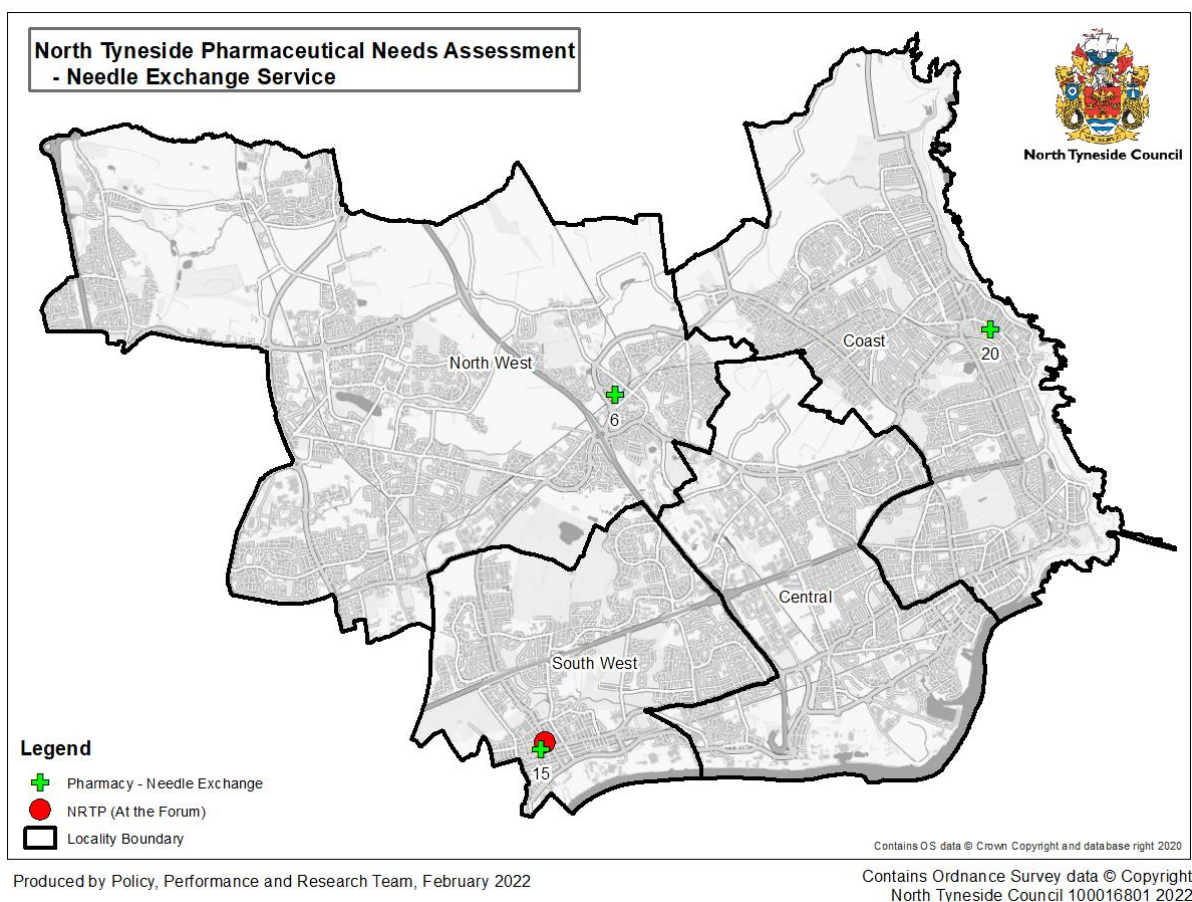 North Tyneside Pharmaceutical Needs Assessment
- Needle Exchange Service
North Tyneside Council
Coast
20
North West
6
Central
South West
15
Legend
Pharmacy - Needle Exchange
NRTP (At the Forum)
Locality Boundary
Contains OS data © Crown Copyright and database right 2020
Produced by Policy, Performance and Research Team, February 2022
Contains Ordnance Survey data © Copyright
North Tyneside Council 100016801 2022